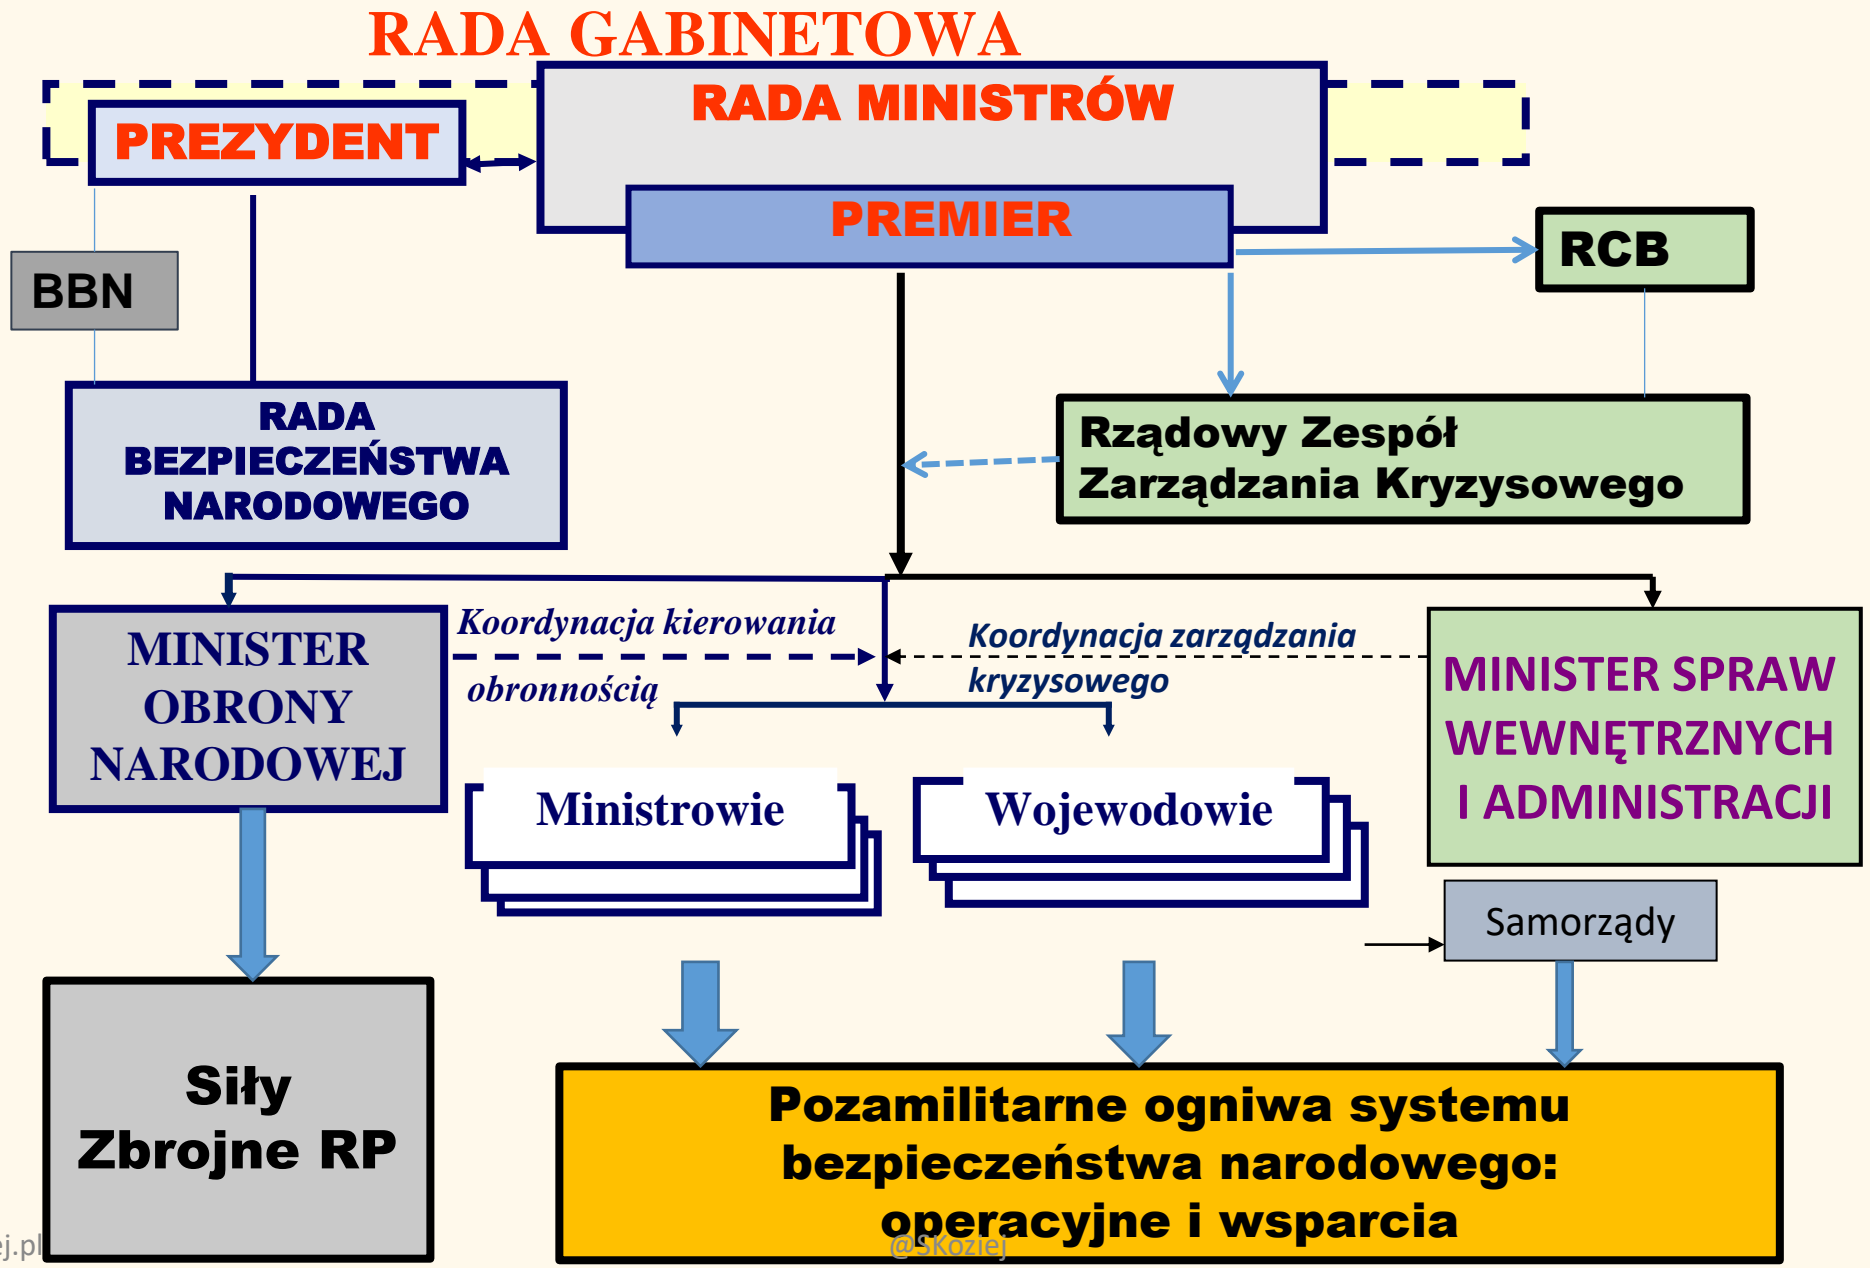 RADA GABINETOWA
RADA MINISTRÓW
PREZYDENT
PREMIER
RCB
BBN
RADA
BEZPIECZEŃSTWA
NARODOWEGO
Rządowy Zespół
Zarządzania Kryzysowego
Koordynacja kierowania
obronnością
Koordynacja zarządzania
kryzysowego
MINISTER
OBRONY
NARODOWEJ
MINISTER SPRAW
WEWNĘTRZNYCH
I ADMINISTRACJI
Ministrowie
Wojewodowie
Samorządy
Siły
Zbrojne RP
Pozamilitarne ogniwa systemu
bezpieczeństwa narodowego:
operacyjne i wsparcia
ej.pl
@SKoziej